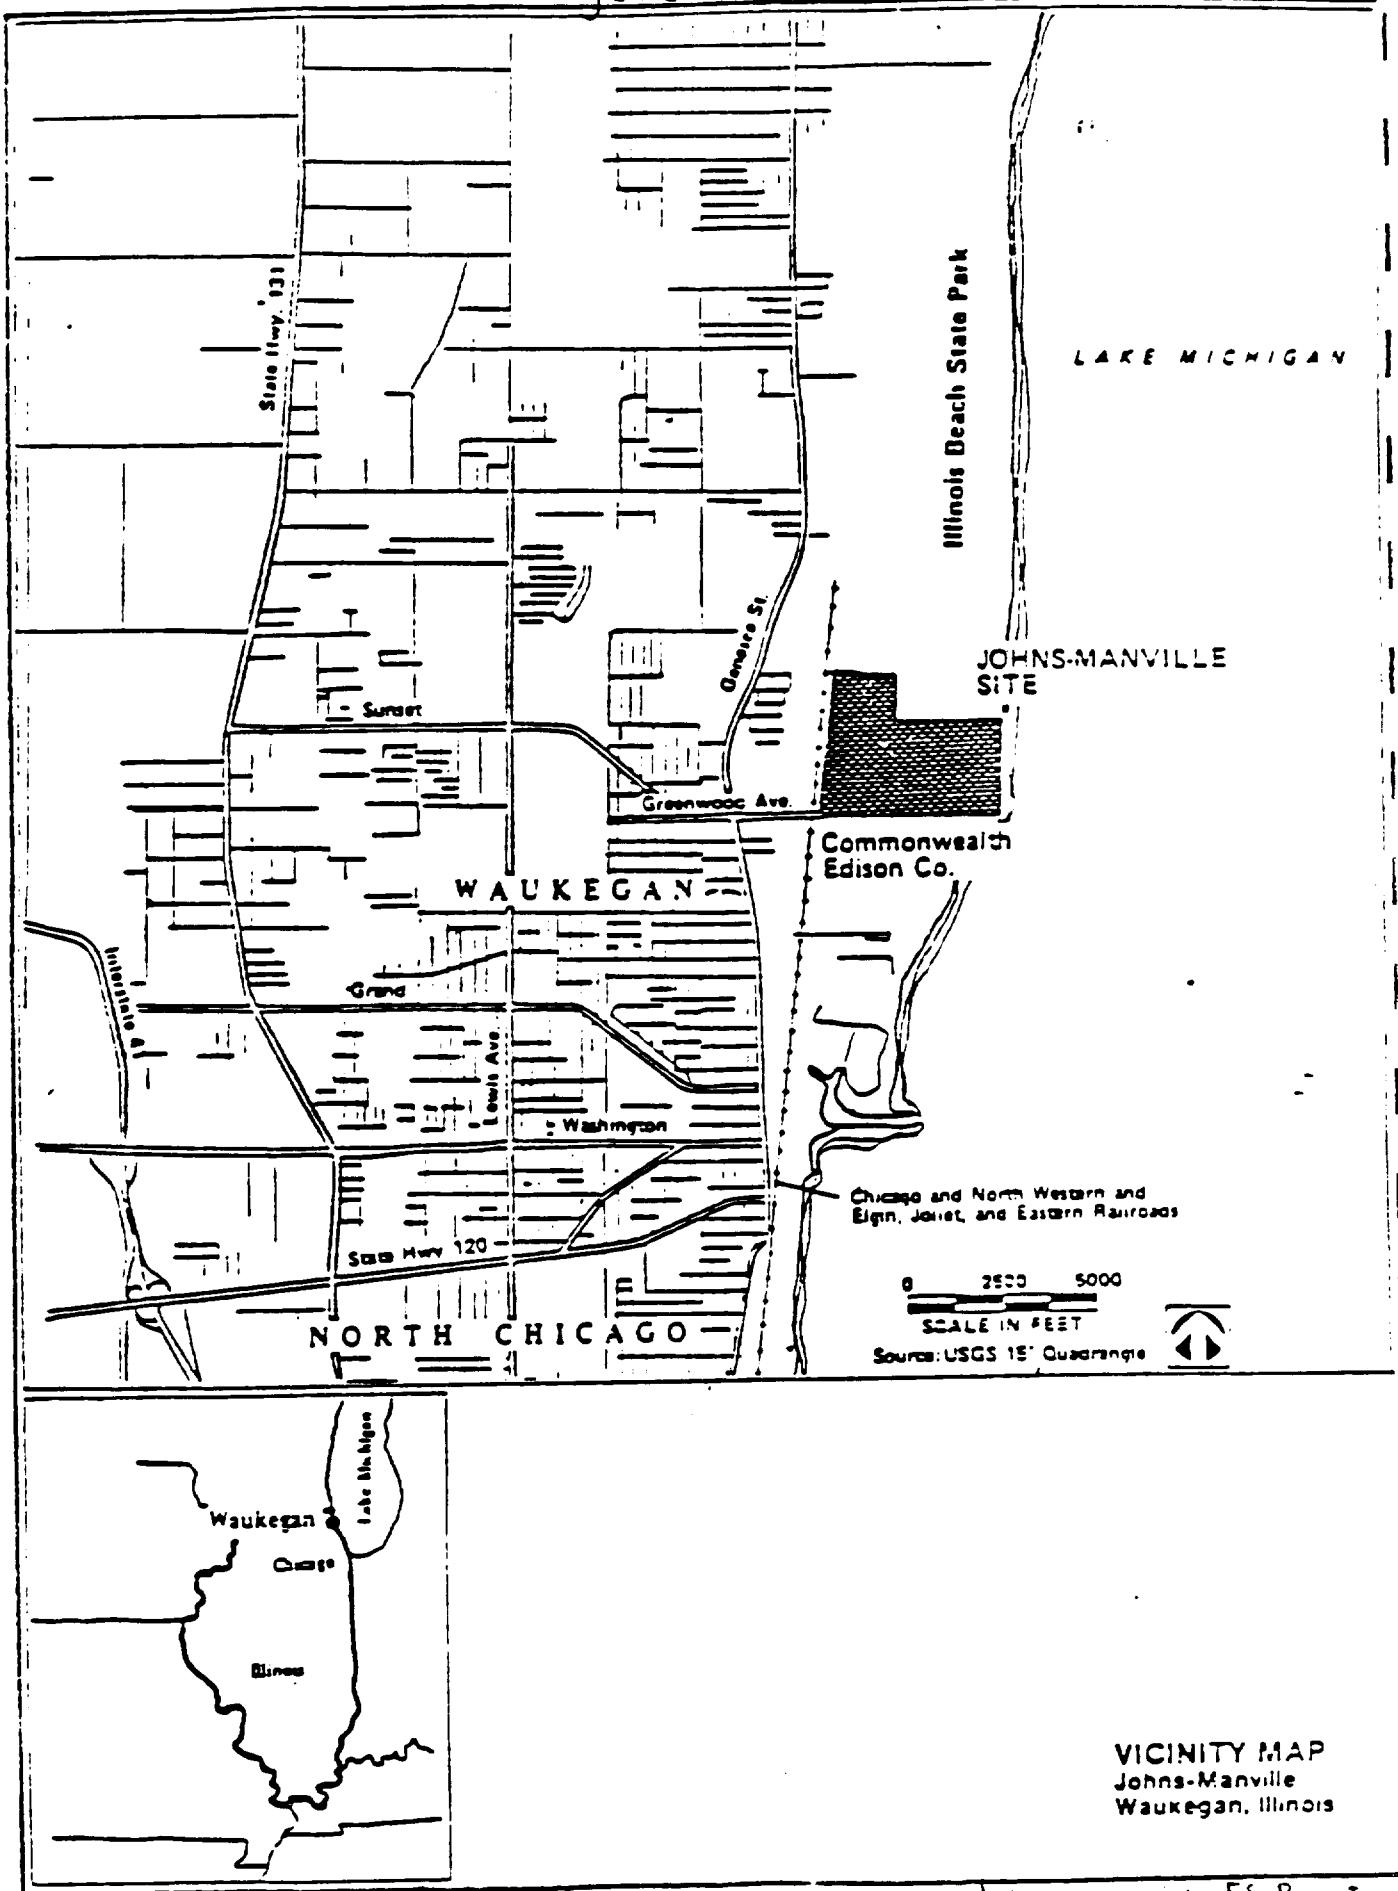 State Hwy. 131
Illinois Beach State Park
LAKE MICHIGAN
Genesee St.
JOHNS-MANVILLE
SITE
Sunset
Greenwood Ave.
Commonwealth
Edison Co.
WAUKEGAN
Interstate
Grand
Lewis Ave.
Washington
Chicago and North Western and
Elgin, Joliet, and Eastern Railroads
State Hwy 120
0 2500 5000
SCALE IN FEET
Source: USGS 15' Quadrangle
NORTH CHICAGO
Lake Michigan
Waukegan
Chicago
Illinois
VICINITY MAP
Johns-Manville
Waukegan, Illinois